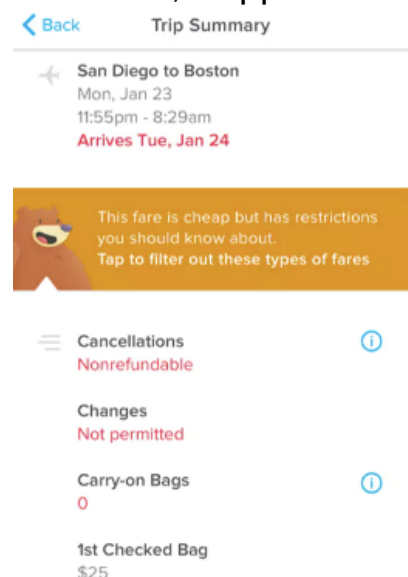 Back
Trip Summary
San Diego to Boston
Mon, Jan 23
11:55pm - 8:29am
Arrives Tue, Jan 24
This fare is cheap but has restrictions
you should know about.
Tap to filter out these types of fares
Cancellations
Nonrefundable
Changes
Not permitted
Carry-on Bags
0
1st Checked Bag
$25